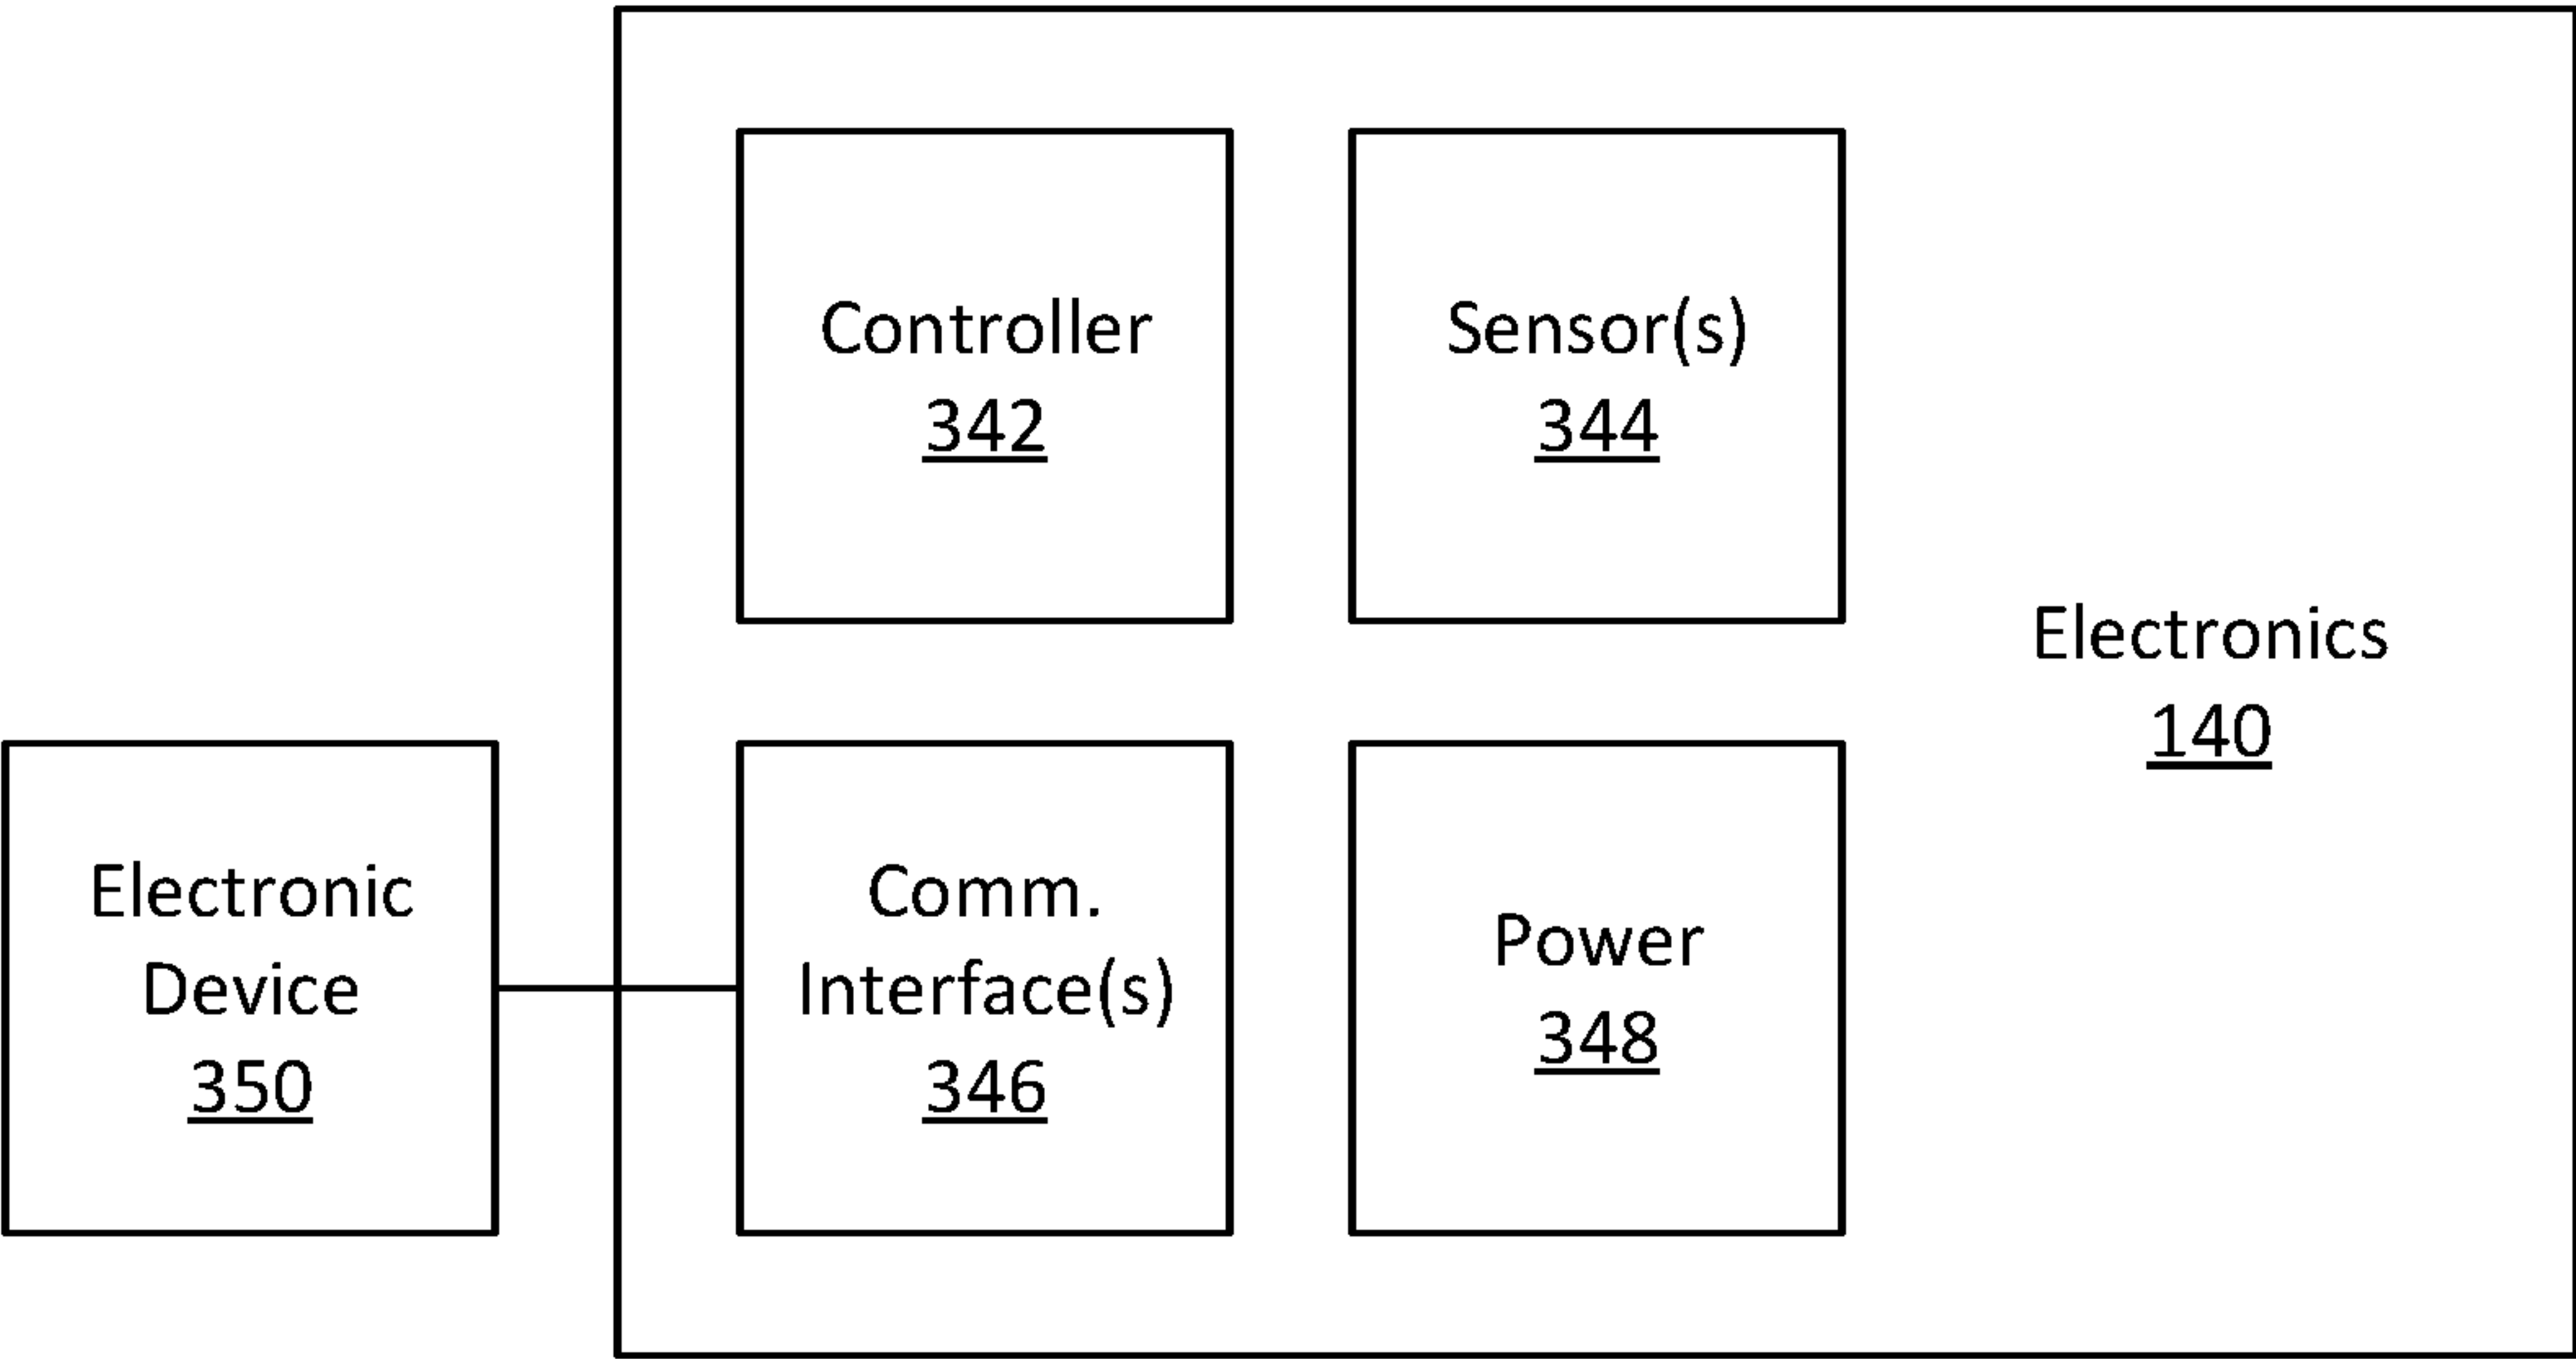 Controller
342
Sensor(s)
344
Electronics
140
Electronic
Device
350
Comm.
Interface(s)
346
Power
348